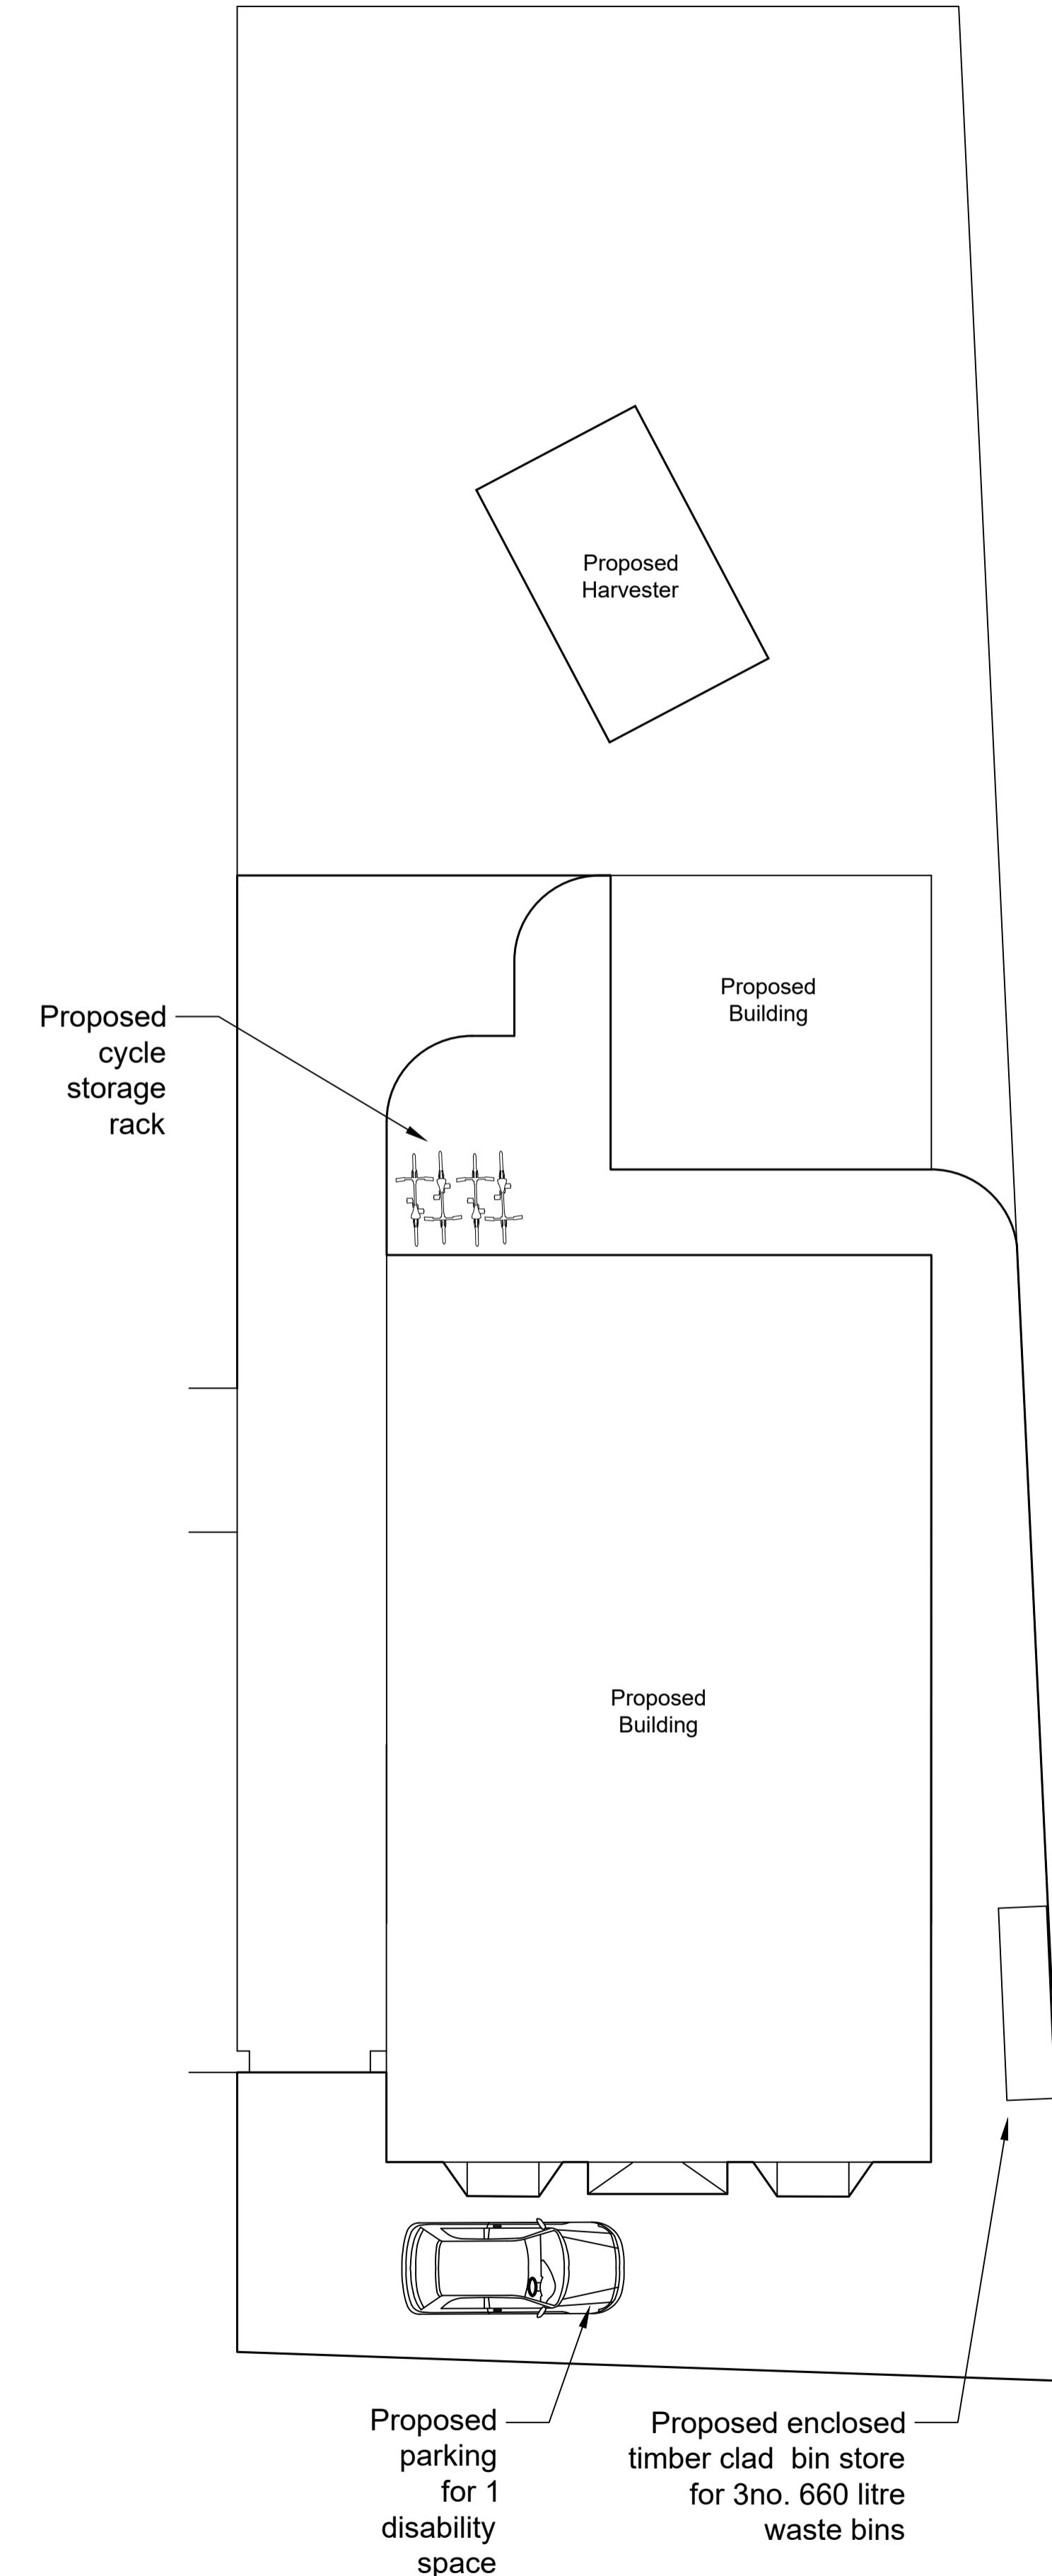 Proposed
Harvester
Proposed
Building
Proposed
cycle
storage
rack
Proposed
Building
Proposed
parking
for 1
disability
space
Proposed enclosed
timber clad  bin store
for 3no. 660 litre
waste bins